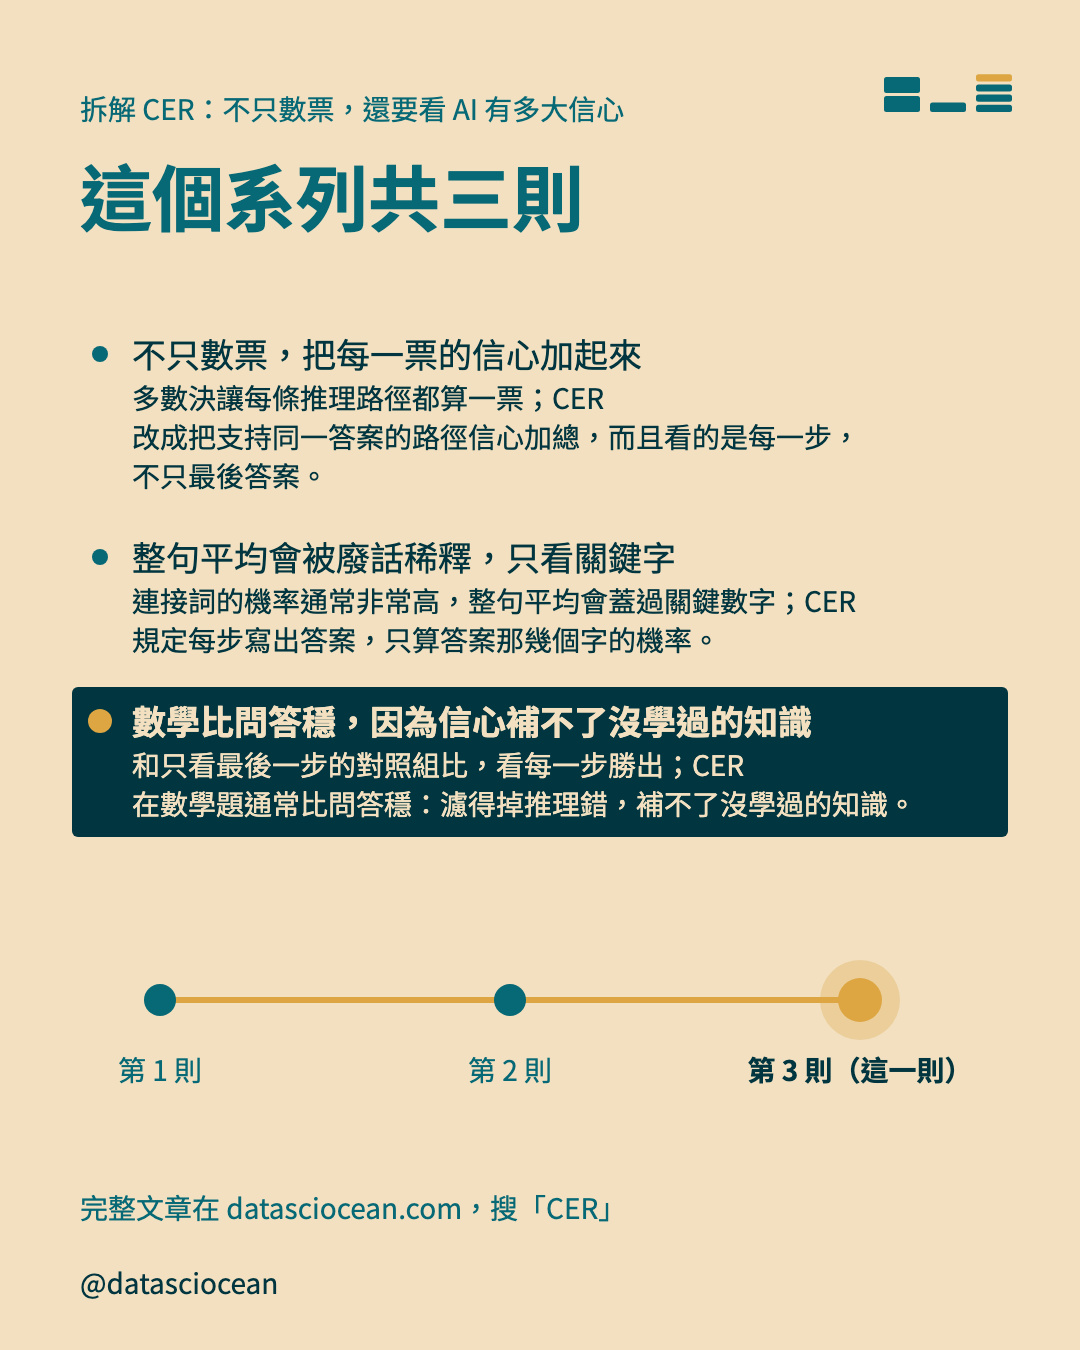 拆解 CER：不只數票，還要看 AI 有多大信心
這個系列共三則
不只數票，把每一票的信心加起來
多數決讓每條推理路徑都算一票；CER
改成把支持同一答案的路徑信心加總，而且看的是每一步，
不只最後答案。
整句平均會被廢話稀釋，只看關鍵字
連接詞的機率通常非常高，整句平均會蓋過關鍵數字；CER
規定每步寫出答案，只算答案那幾個字的機率。
數學比問答穩，因為信心補不了沒學過的知識
和只看最後一步的對照組比，看每一步勝出；CER
在數學題通常比問答穩：濾得掉推理錯，補不了沒學過的知識。
第 1 則
第 2 則
第 3 則（這一則）
完整文章在 datasciocean.com，搜「CER」
@datasciocean